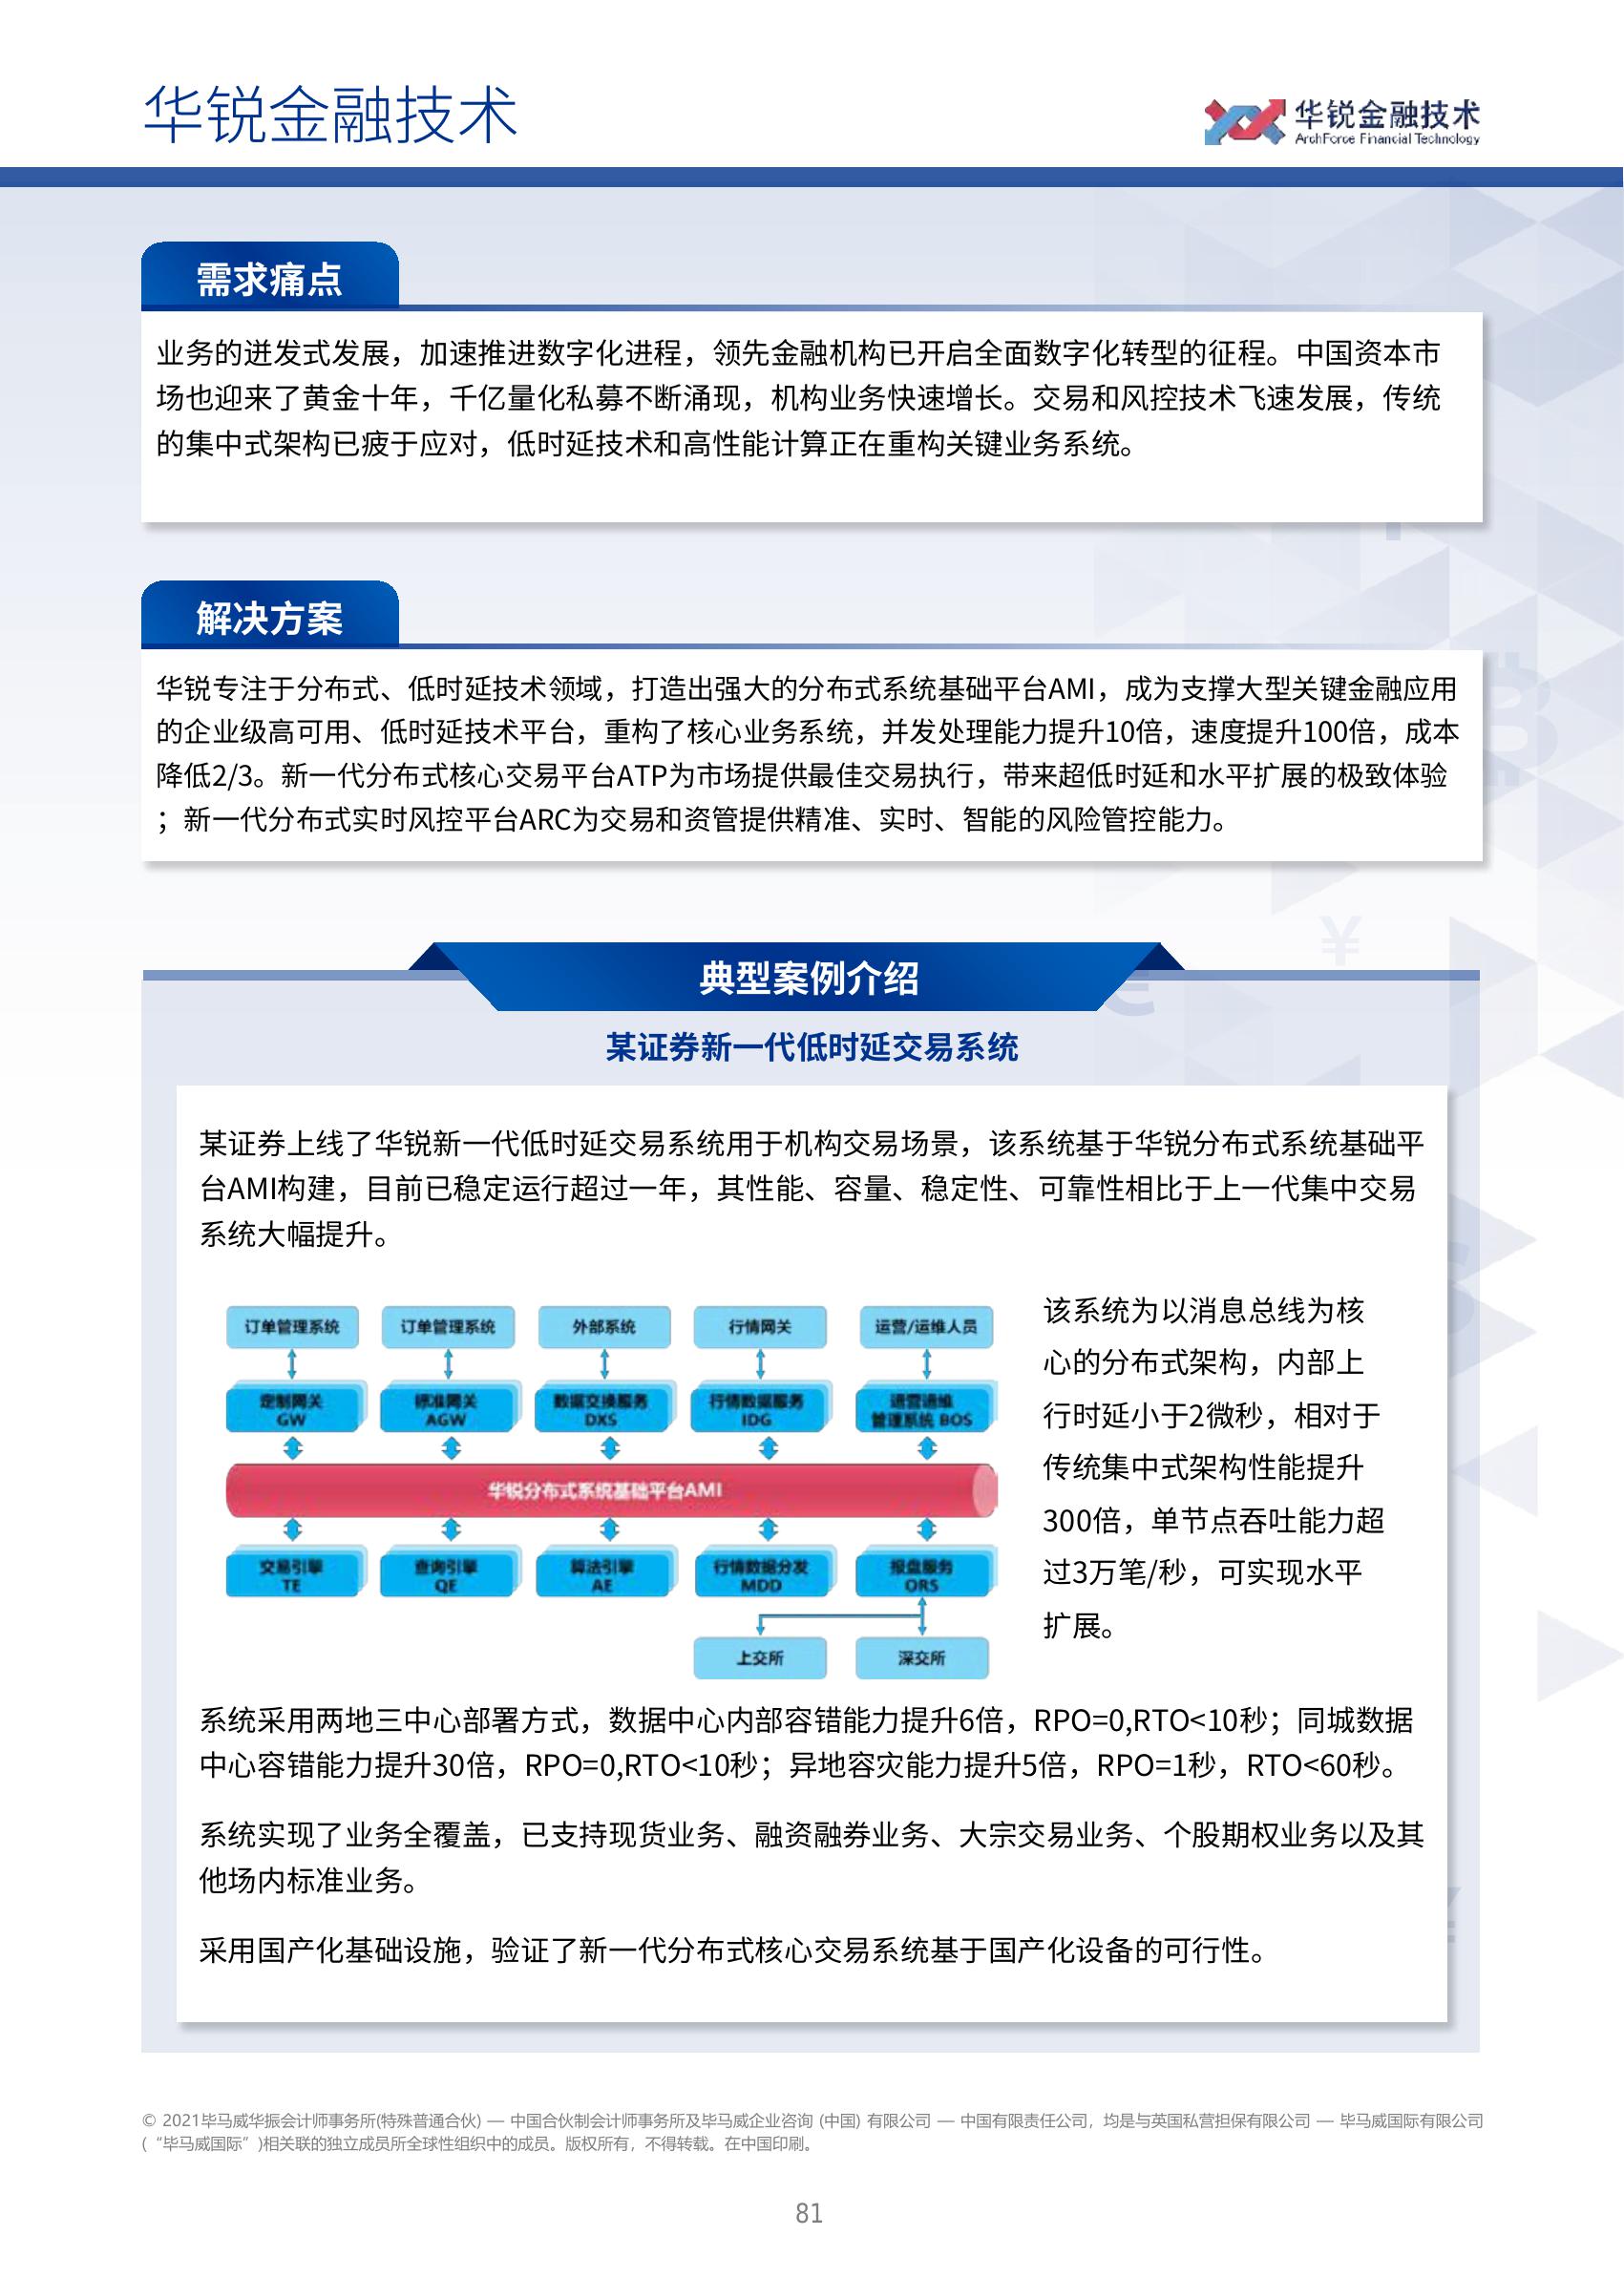 华锐金融技术
华锐金融技术
ArchForce Financial Technology
需求痛点
业务的迸发式发展，加速推进数字化进程，领先金融机构已开启全面数字化转型的征程。中国资本市
场也迎来了黄金十年，千亿量化私募不断涌现，机构业务快速增长。交易和风控技术飞速发展，传统
的集中式架构已疲于应对，低时延技术和高性能计算正在重构关键业务系统。
解决方案
华锐专注于分布式、低时延技术领域，打造出强大的分布式系统基础平台AMI，成为支撑大型关键金融应用
的企业级高可用、低时延技术平台，重构了核心业务系统，并发处理能力提升10倍，速度提升100倍，成本
降低2/3。新一代分布式核心交易平台ATP为市场提供最佳交易执行，带来超低时延和水平扩展的极致体验
；新一代分布式实时风控平台ARC为交易和资管提供精准、实时、智能的风险管控能力。
典型案例介绍
某证券新一代低时延交易系统
某证券上线了华锐新一代低时延交易系统用于机构交易场景，该系统基于华锐分布式系统基础平
台AMI构建，目前已稳定运行超过一年，其性能、容量、稳定性、可靠性相比于上一代集中交易
系统大幅提升。
订单管理系统 订单管理系统 外部系统 行情网关 运营/运维人员
定制网关 标准网关 数据交换服务 行情数据服务 运营运维
GW AGW DXS IDG 管理系统 BOS
华锐分布式系统基础平台AMI
交易引擎 查询引擎 算法引擎 行情数据分发 报盘服务
TE QE AE MDD ORS
上交所 深交所
该系统为以消息总线为核
心的分布式架构，内部上
行时延小于2微秒，相对于
传统集中式架构性能提升
300倍，单节点吞吐能力超
过3万笔/秒，可实现水平
扩展。
系统采用两地三中心部署方式，数据中心内部容错能力提升6倍，RPO=0,RTO<10秒；同城数据
中心容错能力提升30倍，RPO=0,RTO<10秒；异地容灾能力提升5倍，RPO=1秒，RTO<60秒。
系统实现了业务全覆盖，已支持现货业务、融资融券业务、大宗交易业务、个股期权业务以及其
他场内标准业务。
采用国产化基础设施，验证了新一代分布式核心交易系统基于国产化设备的可行性。
© 2021毕马威华振会计师事务所(特殊普通合伙) — 中国合伙制会计师事务所及毕马威企业咨询 (中国) 有限公司 — 中国有限责任公司，均是与英国私营担保有限公司 — 毕马威国际有限公司
(“毕马威国际”)相关联的独立成员所全球性组织中的成员。版权所有，不得转载。在中国印刷。
81